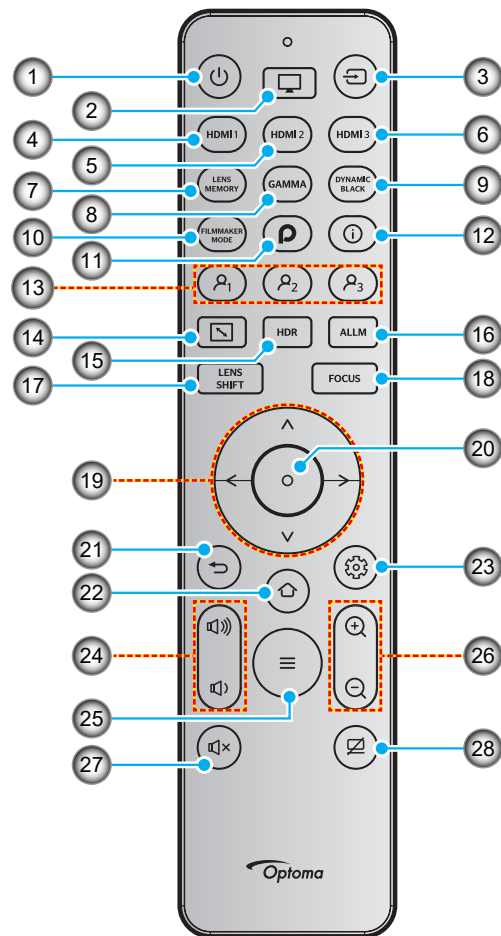 1
2
3
HDMI 1
HDMI 2
HDMI 3
4
5
6
LENS
MEMORY
GAMMA
DYNAMIC
BLACK
7
8
9
FILMMAKER
MODE
10
11
12
13
1
2
3
14
HDR
ALLM
15
16
LENS
SHIFT
FOCUS
17
18
19
20
21
22
23
24
25
26
27
28
Optoma